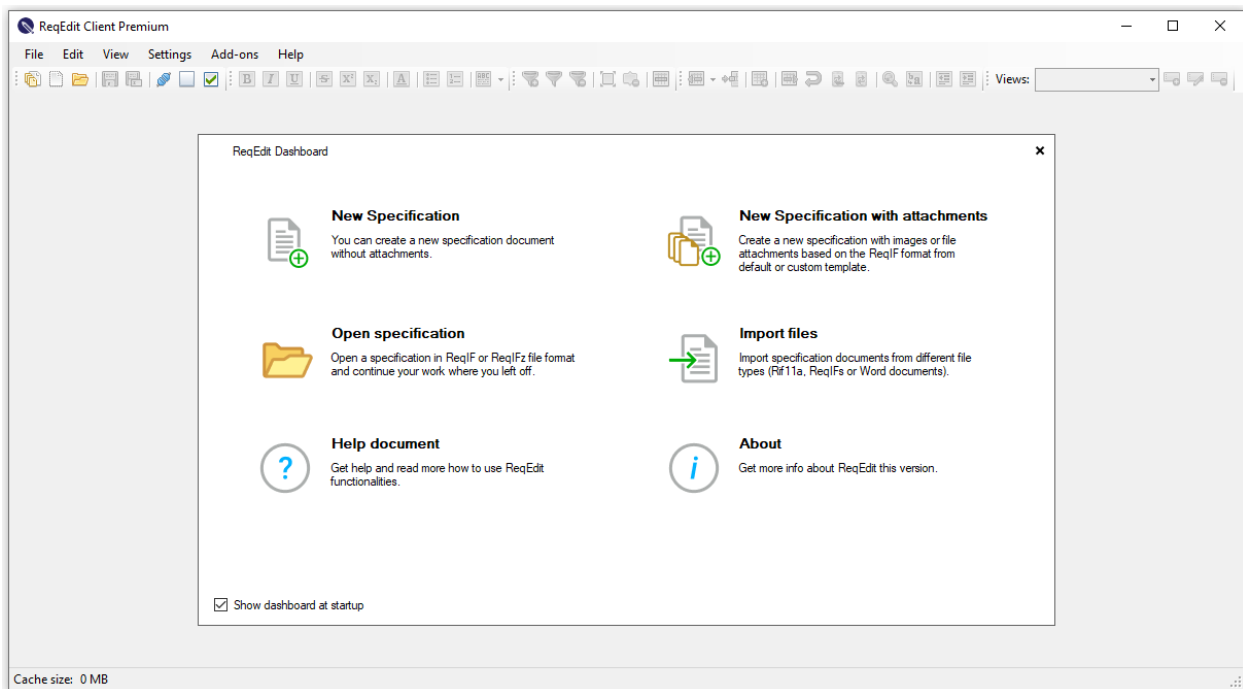 ReqEdit Client Premium
File Edit View Settings Add-ons Help
B I U S X² X₂ A ABC Views:
ReqEdit Dashboard
New Specification
You can create a new specification document
without attachments.
New Specification with attachments
Create a new specification with images or file
attachments based on the ReqIF format from
default or custom template.
Open specification
Open a specification in ReqIF or ReqIFz file format
and continue your work where you left off.
Import files
Import specification documents from different file
types (Rif11a, ReqIFs or Word documents).
Help document
Get help and read more how to use ReqEdit
functionalities.
About
Get more info about ReqEdit this version.
Show dashboard at startup
Cache size: 0 MB